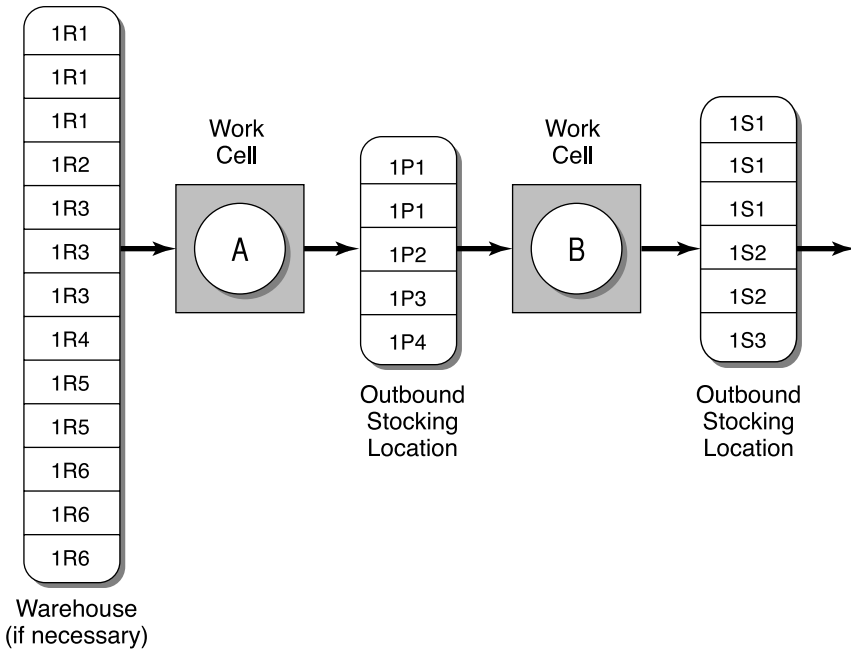 1R1
1R1
1R1
1R2
1R3
1R3
1R3
1R4
1R5
1R5
1R6
1R6
1R6
Warehouse
(if necessary)
Work
Cell
A
1P1
1P1
1P2
1P3
1P4
Outbound
Stocking
Location
Work
Cell
B
1S1
1S1
1S1
1S2
1S2
1S3
Outbound
Stocking
Location